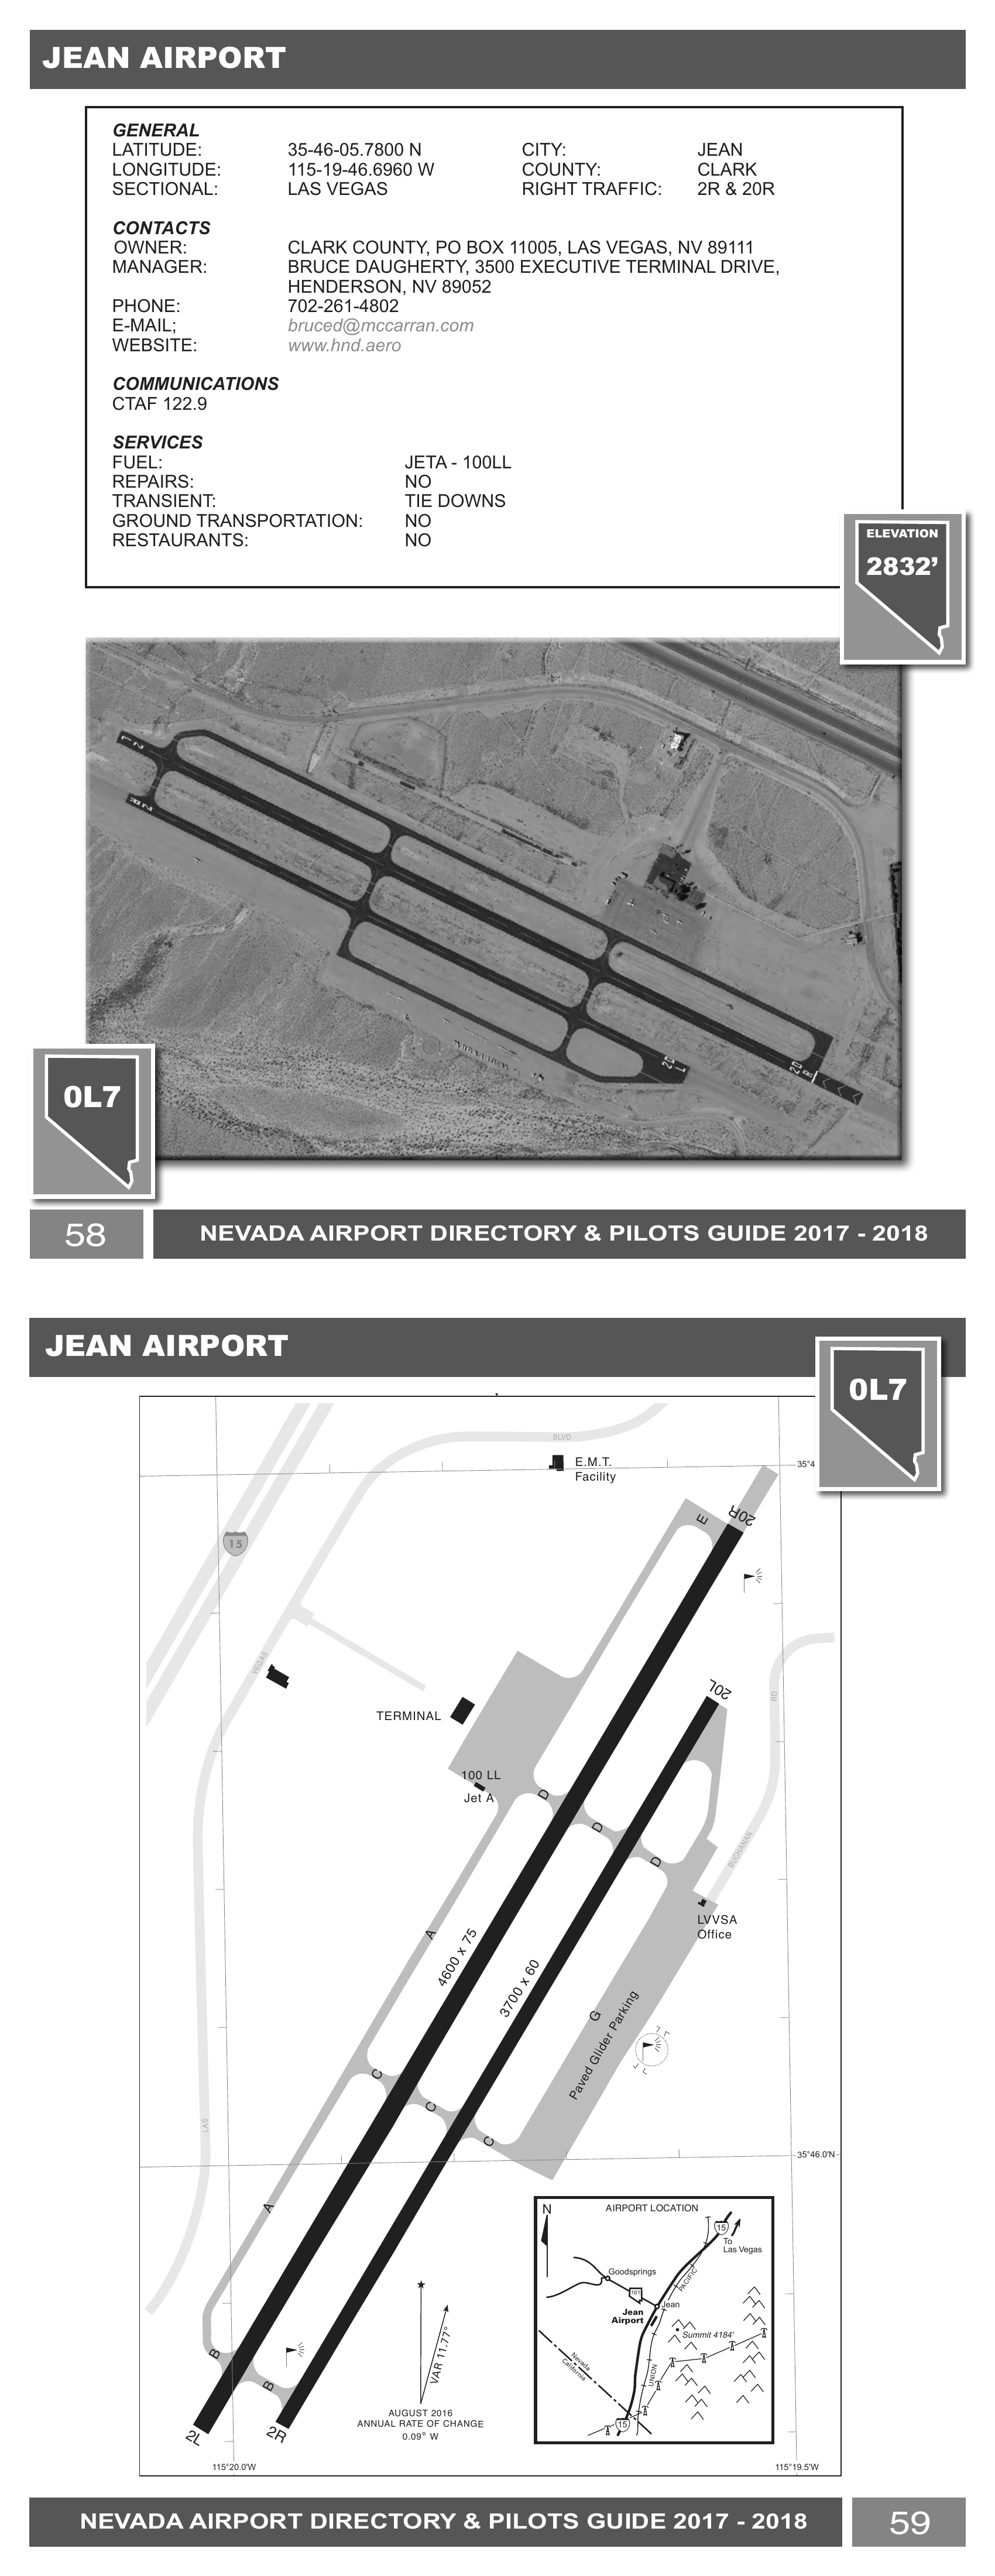 JEAN AIRPORT
GENERAL
LATITUDE: 35-46-05.7800 N CITY: JEAN
LONGITUDE: 115-19-46.6960 W COUNTY: CLARK
SECTIONAL: LAS VEGAS RIGHT TRAFFIC: 2R & 20R
CONTACTS
OWNER: CLARK COUNTY, PO BOX 11005, LAS VEGAS, NV 89111
MANAGER: BRUCE DAUGHERTY, 3500 EXECUTIVE TERMINAL DRIVE,
HENDERSON, NV 89052
PHONE: 702-261-4802
E-MAIL; bruced@mccarran.com
WEBSITE: www.hnd.aero
COMMUNICATIONS
CTAF 122.9
SERVICES
FUEL: JETA - 100LL
REPAIRS: NO
TRANSIENT: TIE DOWNS
GROUND TRANSPORTATION: NO
RESTAURANTS: NO
ELEVATION
2832’
2 L
2R
20 L
20 R
0L7
58 NEVADA AIRPORT DIRECTORY & PILOTS GUIDE 2017 - 2018
JEAN AIRPORT
0L7
BLVD
E.M.T.
Facility
35°4
E
20R
15
VEGAS
20L
RD
TERMINAL
100 LL
Jet A
D
D
D
BUCHANAN
LVVSA
Office
A
4600 x 75
3700 x 60
G
Paved Glider Parking
C
C
C
LAS
35°46.0'N
A
AIRPORT LOCATION
N
15
To
Las Vegas
Goodsprings
PACIFIC
161
Jean
Jean
Airport
Summit 4184'
Nevada
California
UNION
15
VAR 11.77°
B
B
AUGUST 2016
ANNUAL RATE OF CHANGE
0.09° W
2L
2R
115°20.0'W
115°19.5'W
NEVADA AIRPORT DIRECTORY & PILOTS GUIDE 2017 - 2018 59